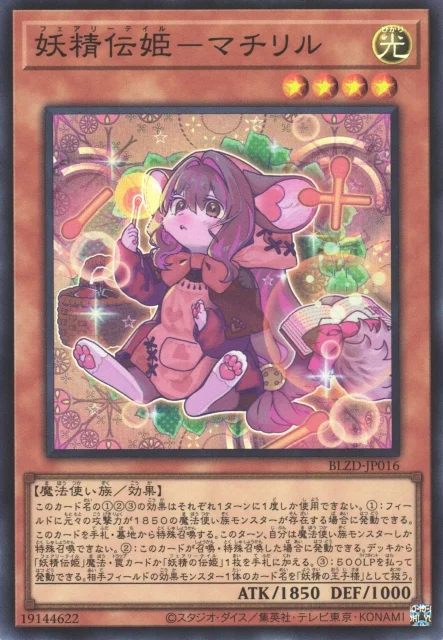 フェアリーテイル
妖精伝姫－マチリル
ひかり
光
BLZD-JP016
【魔法使い族／効果】
このカード名の①②③の効果はそれぞれ１ターンに１度しか使用できない。①：フィー
ルドに元々の攻撃力が１８５０の魔法使い族モンスターが存在する場合に発動できる。
このカードを手札・墓地から特殊召喚する。このターン、自分は魔法使い族モンスターしか
特殊召喚できない。②：このカードが召喚・特殊召喚した場合に発動できる。デッキから
「妖精伝姫」魔法・罠カードか「妖精の伝姫」１枚を手札に加える。③：５００LP払って
発動できる。相手フィールドの効果モンスター１体のカード名を「妖精の王子様」として扱う。
ATK/1850 DEF/1000
19144622
©スタジオ・ダイス／集英社・テレビ東京・KONAMI